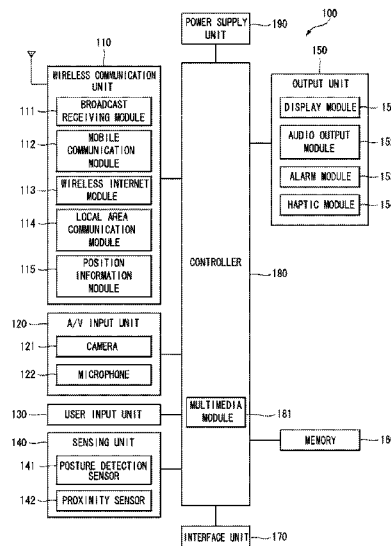 100
190
POWER SUPPLY
UNIT
110
WIRELESS COMMUNICATION
UNIT
111
BROADCAST
RECEIVING MODULE
112
MOBILE
COMMUNICATION
MODULE
113
WIRELESS INTERNET
MODULE
114
LOCAL AREA
COMMUNICATION
MODULE
115
POSITION
INFORMATION
MODULE
120
A/V INPUT UNIT
121
CAMERA
122
MICROPHONE
130
USER INPUT UNIT
140
SENSING UNIT
141
POSTURE DETECTION
SENSOR
142
PROXIMITY SENSOR
CONTROLLER
180
MULTIMEDIA
MODULE
181
150
OUTPUT UNIT
DISPLAY MODULE
AUDIO OUTPUT
MODULE
ALARM MODULE
HAPTIC MODULE
MEMORY
INTERFACE UNIT
170